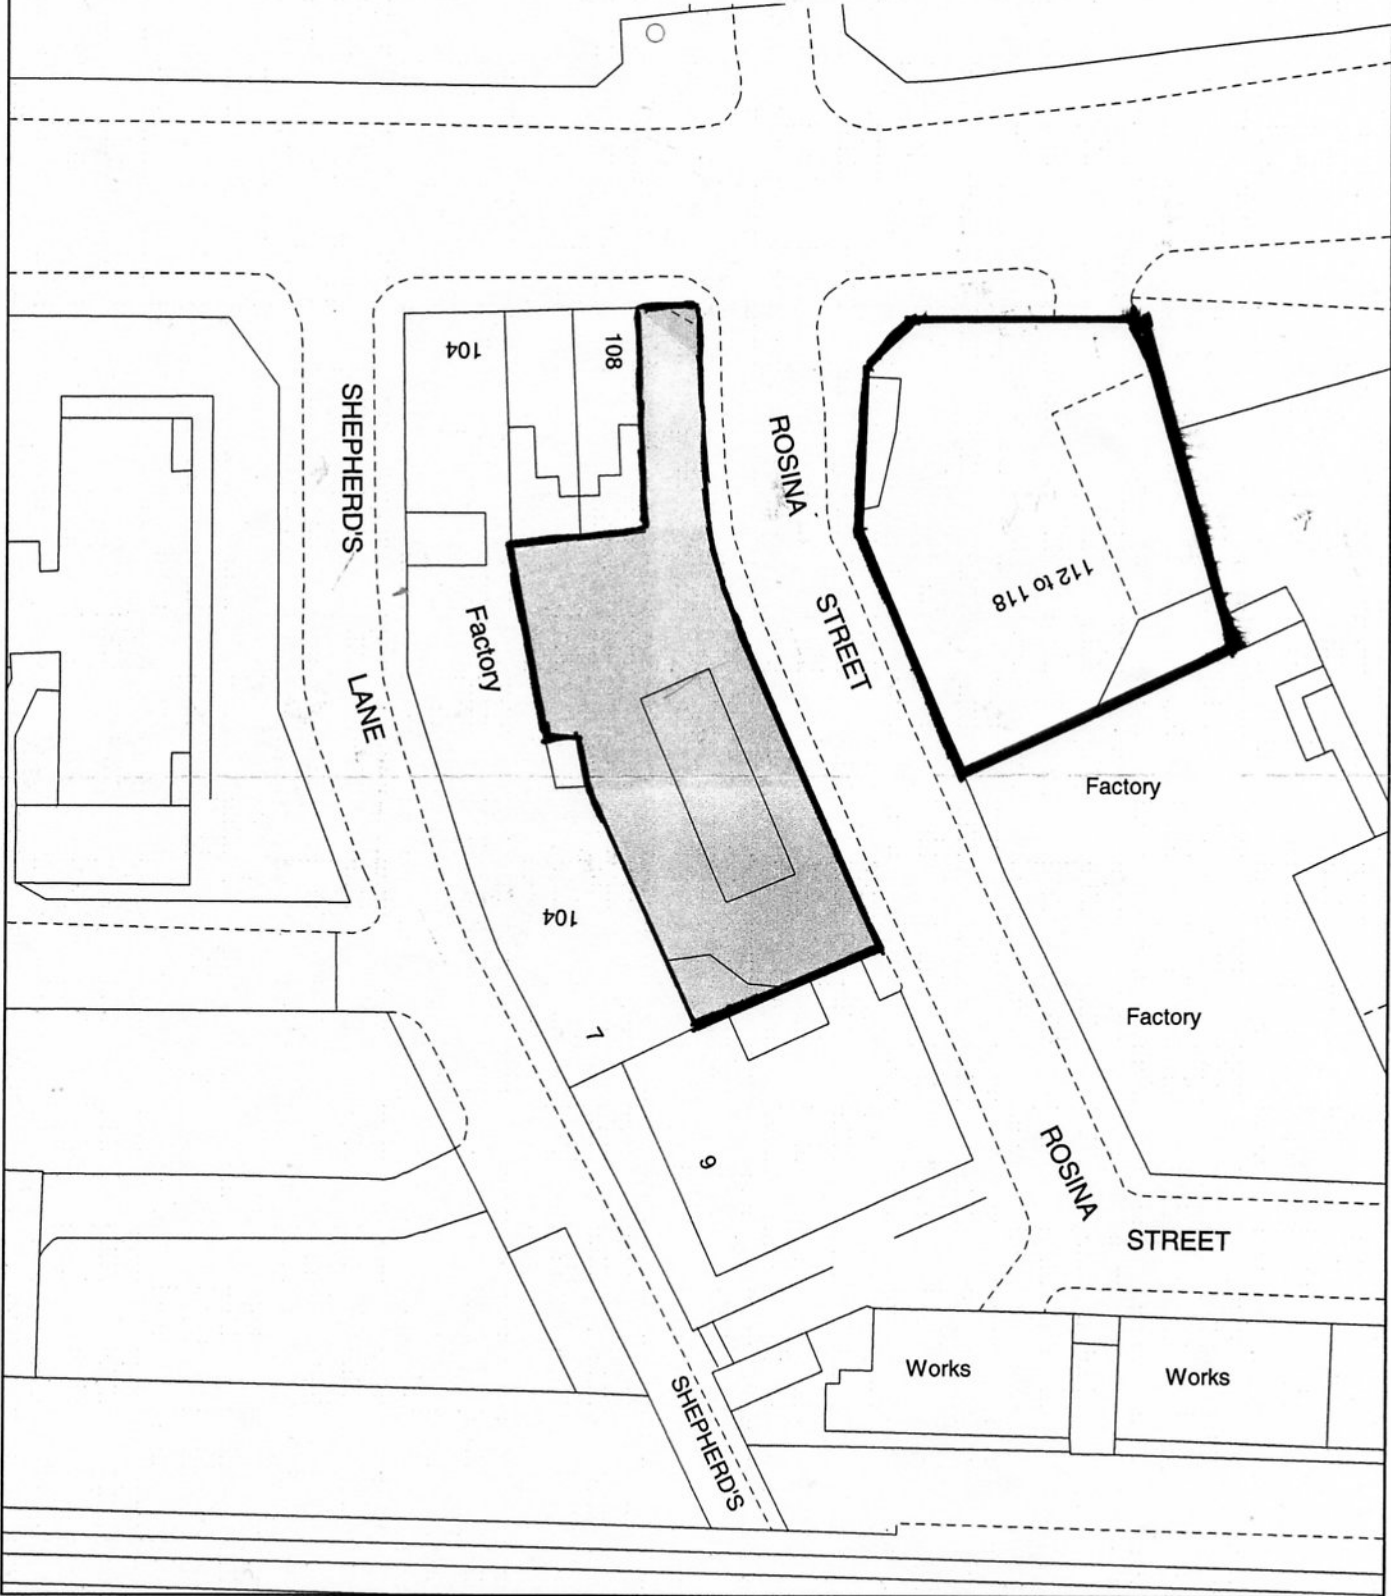 104
108
SHEPHERD'S
LANE
Factory
ROSINA
STREET
112 to 118
Factory
104
7
Factory
9
ROSINA
STREET
Works
Works
SHEPHERD'S